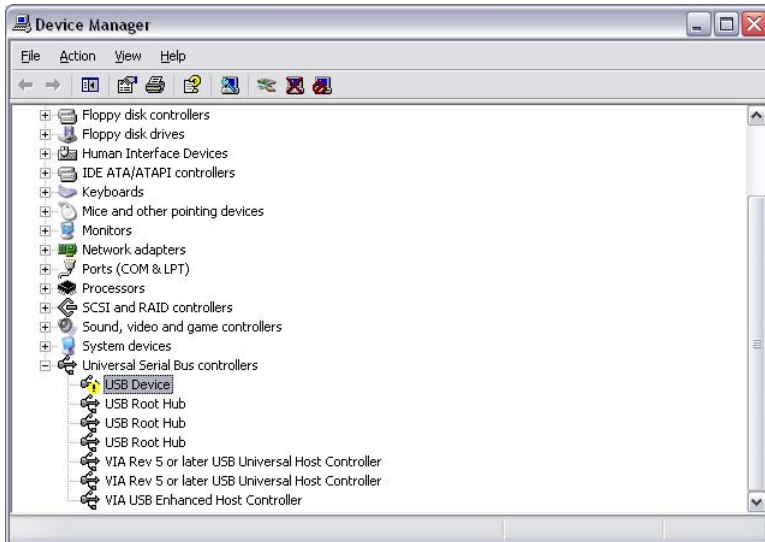 Device Manager
File Action View Help
Floppy disk controllers
Floppy disk drives
Human Interface Devices
IDE ATA/ATAPI controllers
Keyboards
Mice and other pointing devices
Monitors
Network adapters
Ports (COM & LPT)
Processors
SCSI and RAID controllers
Sound, video and game controllers
System devices
Universal Serial Bus controllers
USB Device
USB Root Hub
USB Root Hub
USB Root Hub
VIA Rev 5 or later USB Universal Host Controller
VIA Rev 5 or later USB Universal Host Controller
VIA USB Enhanced Host Controller